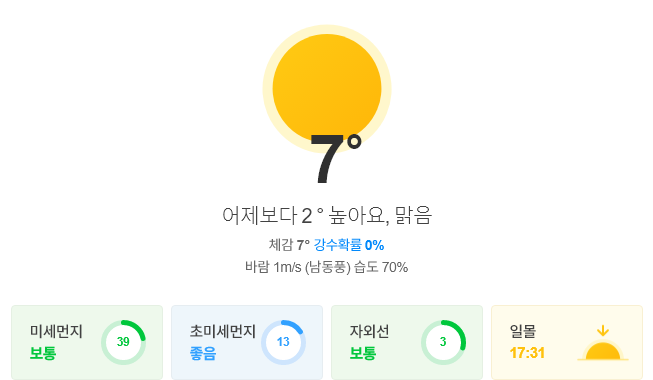 7°
어제보다 2° 높아요, 맑음
체감 7° 강수확률 0%
바람 1m/s (남동풍) 습도 70%
미세먼지
보통
39
초미세먼지
좋음
13
자외선
보통
3
일몰
17:31